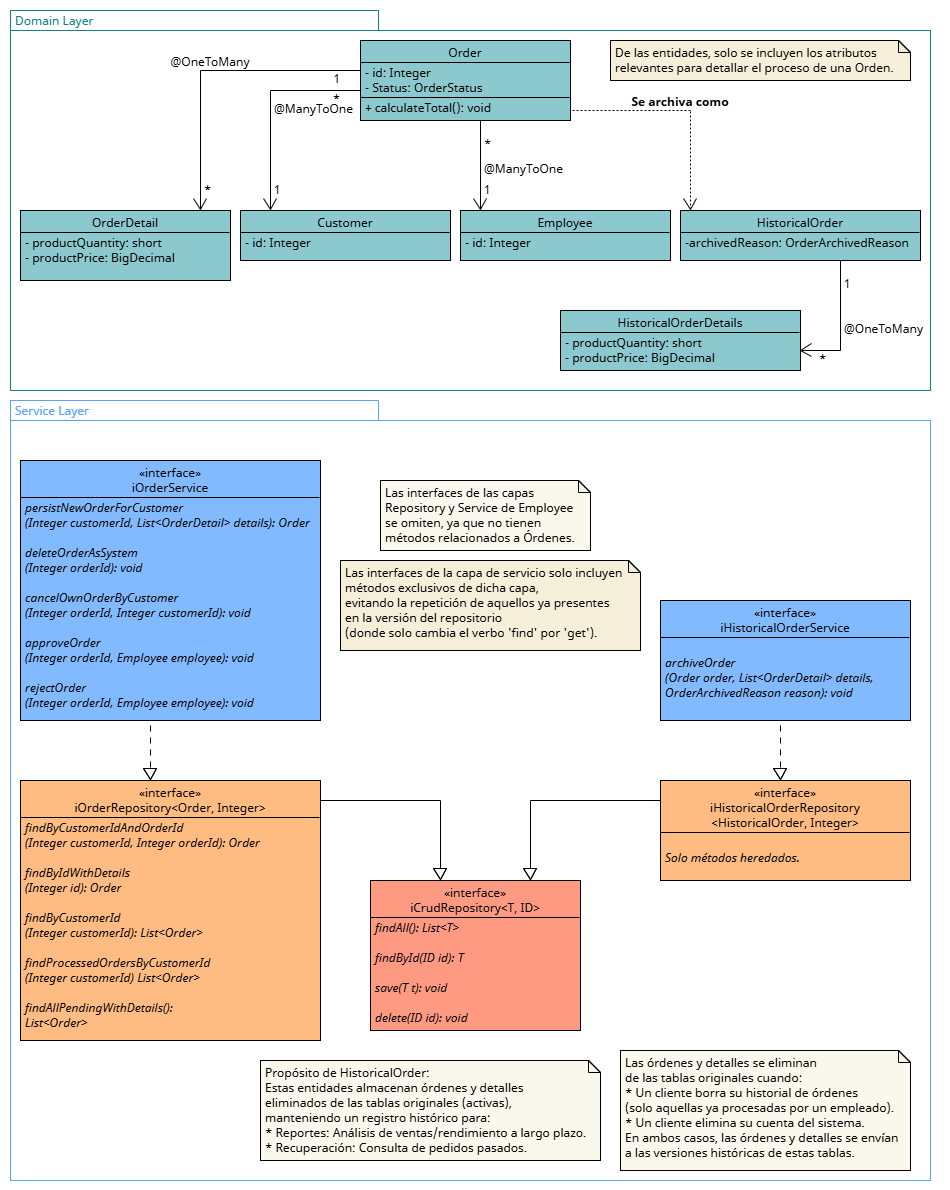 Domain Layer
Order
- id: Integer
- Status: OrderStatus
+ calculateTotal(): void
De las entidades, solo se incluyen los atributos
relevantes para detallar el proceso de una Orden.
@OneToMany
1
*
@ManyToOne
Se archiva como
*
@ManyToOne
*
1
1
OrderDetail
- productQuantity: short
- productPrice: BigDecimal
Customer
- id: Integer
Employee
- id: Integer
HistoricalOrder
-archivedReason: OrderArchivedReason
1
@OneToMany
*
HistoricalOrderDetails
- productQuantity: short
- productPrice: BigDecimal
Service Layer
«interface»
iOrderService
persistNewOrderForCustomer
(Integer customerId, List<OrderDetail> details): Order
deleteOrderAsSystem
(Integer orderId): void
cancelOwnOrderByCustomer
(Integer orderId, Integer customerId): void
approveOrder
(Integer orderId, Employee employee): void
rejectOrder
(Integer orderId, Employee employee): void
Las interfaces de las capas
Repository y Service de Employee
se omiten, ya que no tienen
métodos relacionados a Órdenes.
Las interfaces de la capa de servicio solo incluyen
métodos exclusivos de dicha capa,
evitando la repetición de aquellos ya presentes
en la versión del repositorio
(donde solo cambia el verbo 'find' por 'get').
«interface»
iHistoricalOrderService
archiveOrder
(Order order, List<OrderDetail> details,
OrderArchivedReason reason): void
«interface»
iOrderRepository<Order, Integer>
findByCustomerIdAndOrderId
(Integer customerId, Integer orderId): Order
findByIdWithDetails
(Integer id): Order
findByCustomerId
(Integer customerId): List<Order>
findProcessedOrdersByCustomerId
(Integer customerId) List<Order>
findAllPendingWithDetails():
List<Order>
«interface»
iHistoricalOrderRepository
<HistoricalOrder, Integer>
Solo métodos heredados.
«interface»
iCrudRepository<T, ID>
findAll(): List<T>
findById(ID id): T
save(T t): void
delete(ID id): void
Propósito de HistoricalOrder:
Estas entidades almacenan órdenes y detalles
eliminados de las tablas originales (activas),
manteniendo un registro histórico para:
* Reportes: Análisis de ventas/rendimiento a largo plazo.
* Recuperación: Consulta de pedidos pasados.
Las órdenes y detalles se eliminan
de las tablas originales cuando:
* Un cliente borra su historial de órdenes
(solo aquellas ya procesadas por un empleado).
* Un cliente elimina su cuenta del sistema.
En ambos casos, las órdenes y detalles se envían
a las versiones históricas de estas tablas.